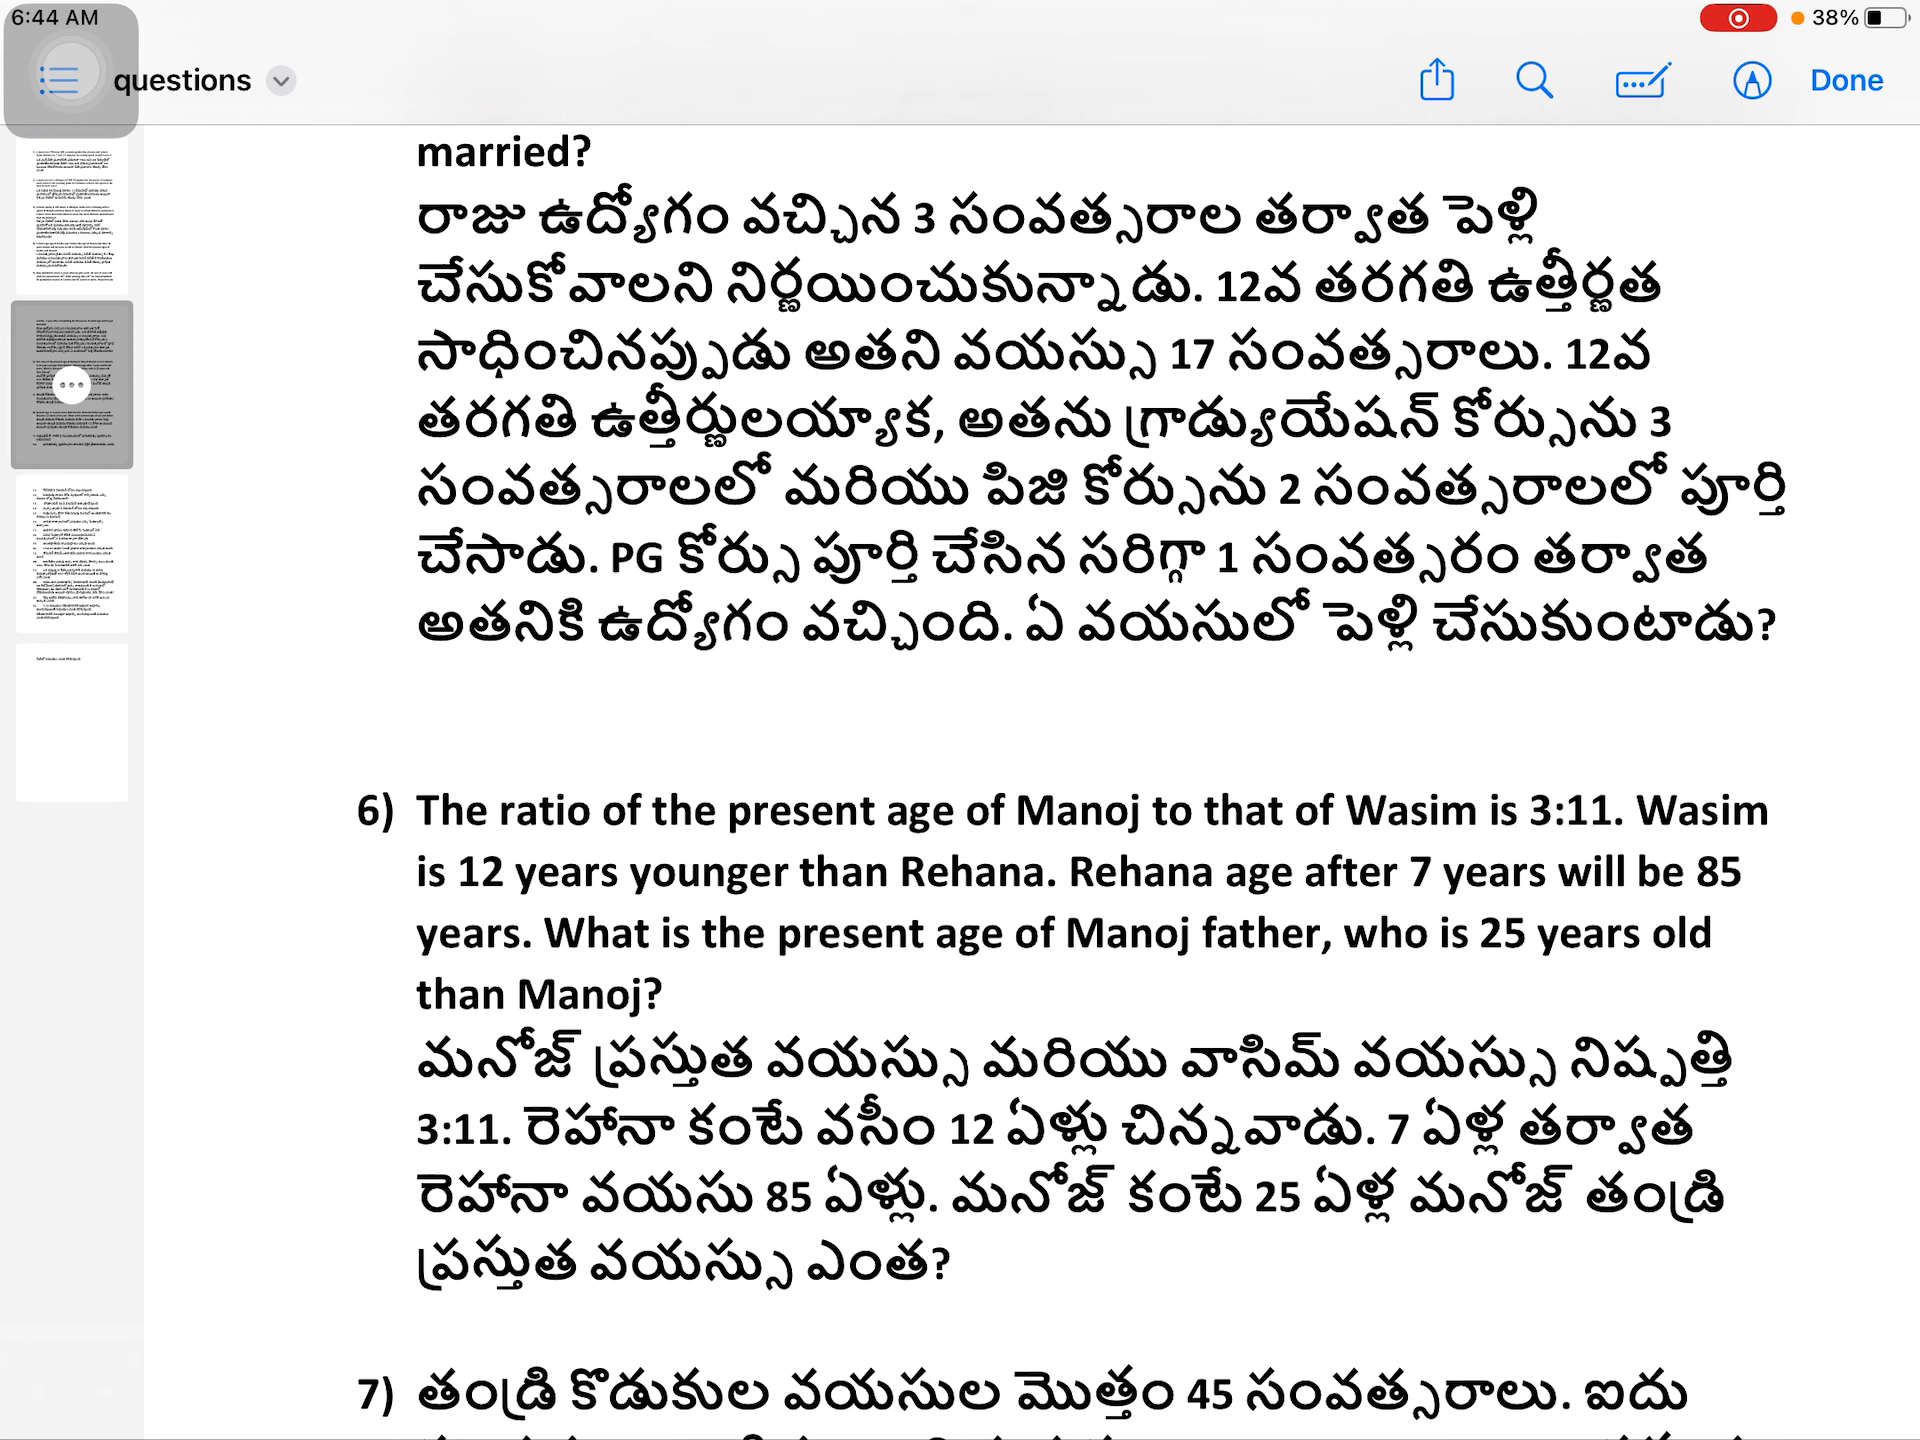 6:44 AM
38%
questions
Done
married?
రాజు ఉద్యోగం వచ్చిన 3 సంవత్సరాల తర్వాత పెళ్లి
చేసుకోవాలని నిర్ణయించుకున్నాడు. 12వ తరగతి ఉత్తీర్ణత
సాధించినప్పుడు అతని వయస్సు 17 సంవత్సరాలు. 12వ
తరగతి ఉత్తీర్ణులయ్యాక, అతను గ్రాడ్యుయేషన్ కోర్సును 3
సంవత్సరాలలో మరియు పిజి కోర్సును 2 సంవత్సరాలలో పూర్తి
చేసాడు. PG కోర్సు పూర్తి చేసిన సరిగ్గా 1 సంవత్సరం తర్వాత
అతనికి ఉద్యోగం వచ్చింది. ఏ వయసులో పెళ్లి చేసుకుంటాడు?
6) The ratio of the present age of Manoj to that of Wasim is 3:11. Wasim
is 12 years younger than Rehana. Rehana age after 7 years will be 85
years. What is the present age of Manoj father, who is 25 years old
than Manoj?
మనోజ్ ప్రస్తుత వయస్సు మరియు వాసిమ్ వయస్సు నిష్పత్తి
3:11. రెహానా కంటే వసీం 12 ఏళ్లు చిన్నవాడు. 7 ఏళ్ల తర్వాత
రెహానా వయసు 85 ఏళ్లు. మనోజ్ కంటే 25 ఏళ్ల మనోజ్ తండ్రి
ప్రస్తుత వయస్సు ఎంత?
7) తండ్రి కొడుకుల వయసుల మొత్తం 45 సంవత్సరాలు. ఐదు